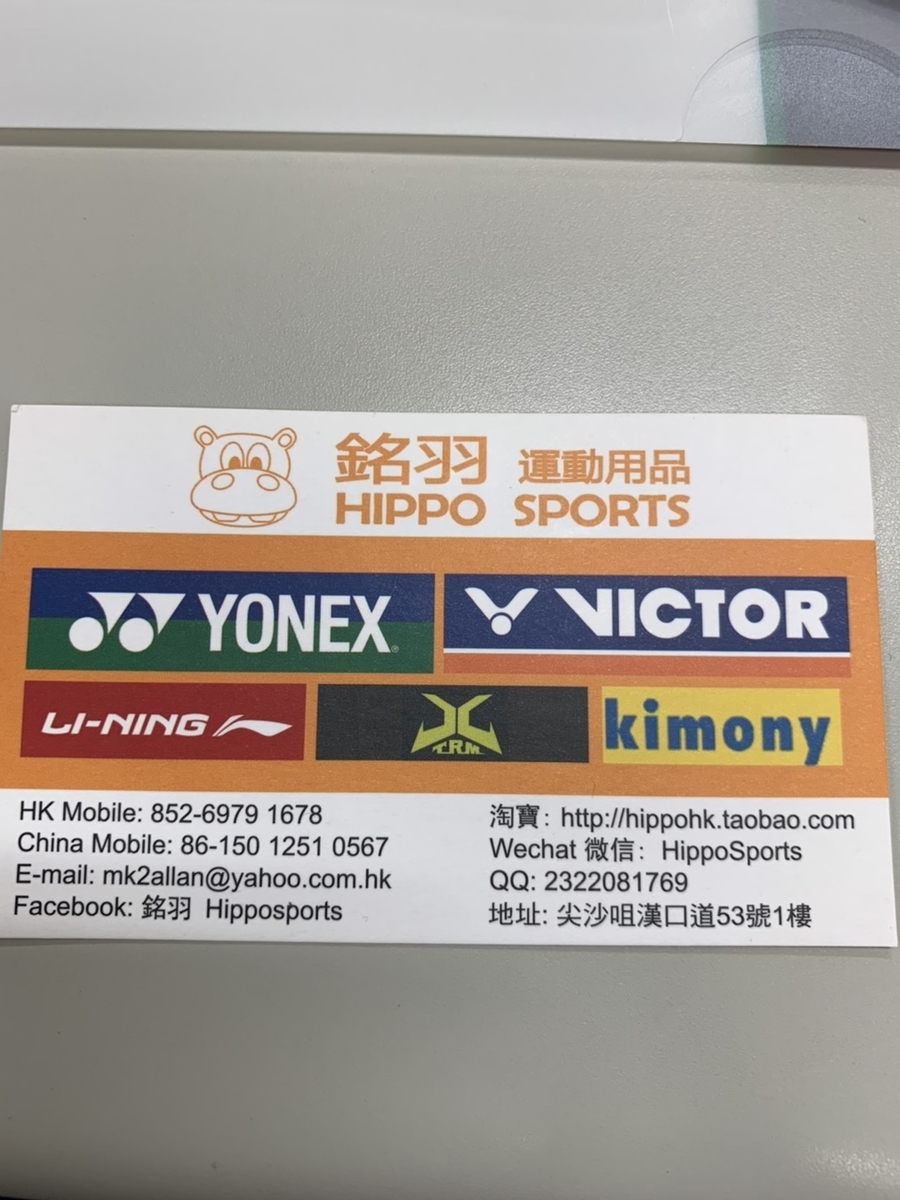 銘羽 運動用品
HIPPO SPORTS
YONEX®
VICTOR
LI-NING
T.R.M
kimony
HK Mobile: 852-6979 1678
China Mobile: 86-150 1251 0567
E-mail: mk2allan@yahoo.com.hk
Facebook: 銘羽 Hipposports
淘寶: http://hippohk.taobao.com
Wechat 微信: HippoSports
QQ: 2322081769
地址: 尖沙咀漢口道53號1樓